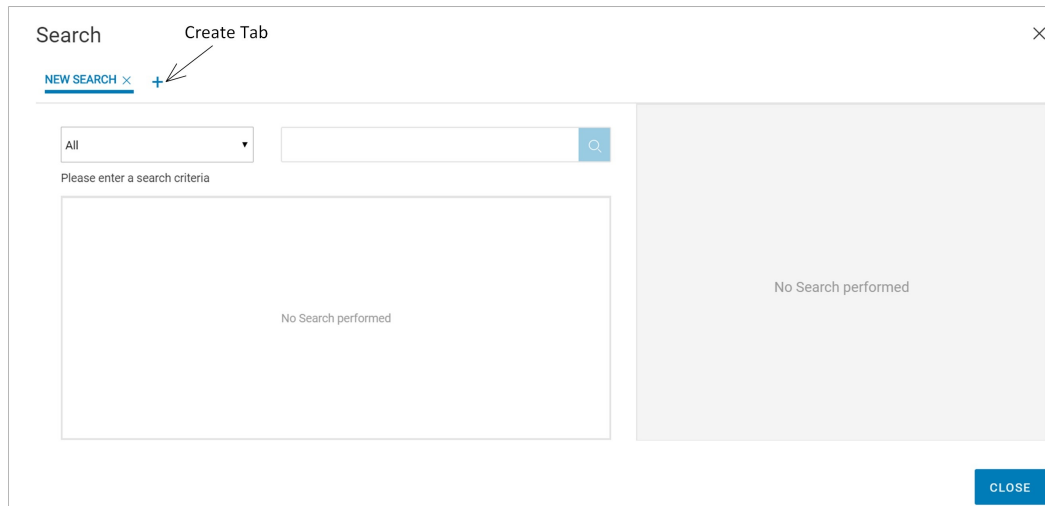 Search
Create Tab
NEW SEARCH
All
Please enter a search criteria
No Search performed
No Search performed
CLOSE